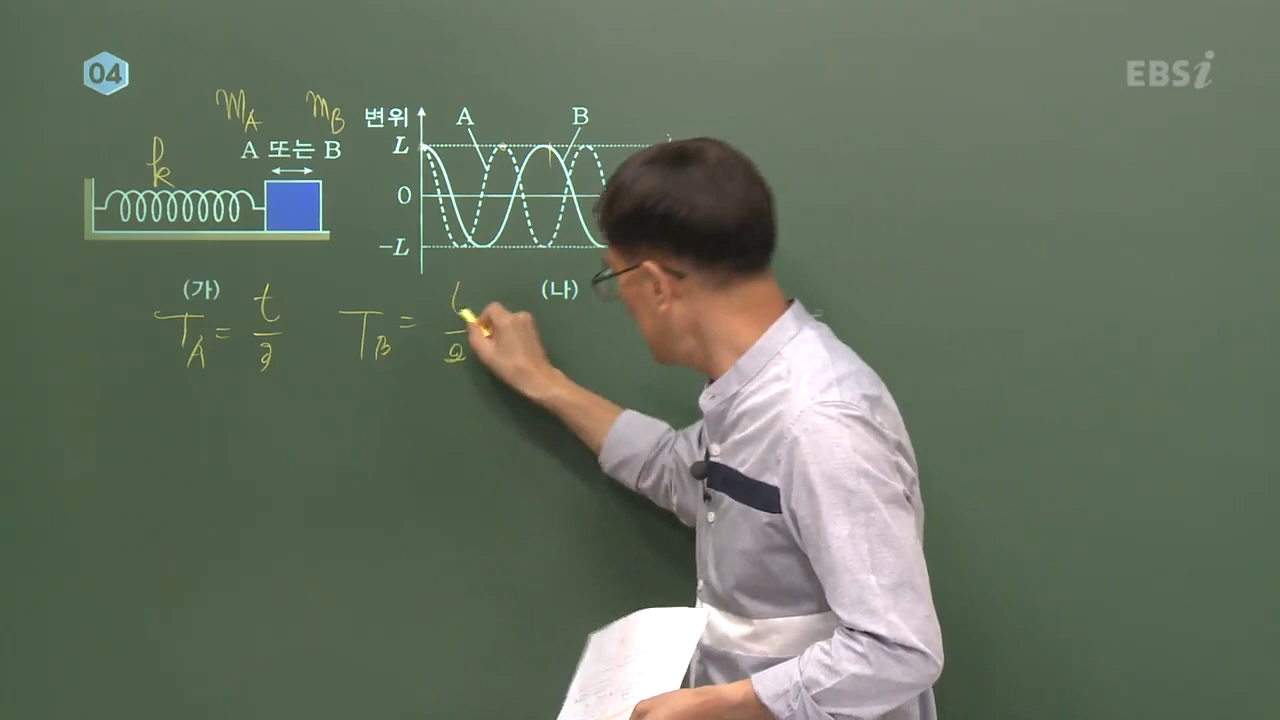 04
EBSi
m_A m_B
변위 A B
k
A 또는 B
L
0
-L
(가) (나)
T_A = t/3 T_B = t/2